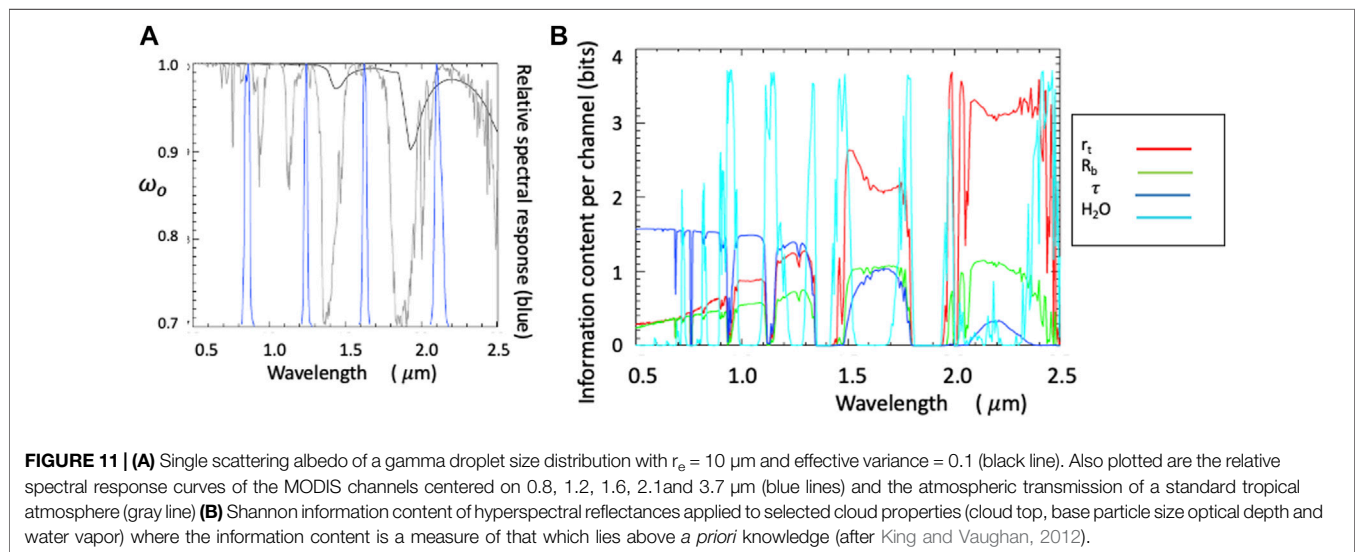 A
1.0
0.9
ωo
0.8
0.7
0.5 1.0 1.5 2.0 2.5
Wavelength ( μm)
Relative spectral response (blue)
B
Information content per channel (bits)
4
3
2
1
0
0.5 1.0 1.5 2.0 2.5
Wavelength ( μm)
rt
Rb
τ
H2O
FIGURE 11 | (A) Single scattering albedo of a gamma droplet size distribution with re = 10 μm and effective variance = 0.1 (black line). Also plotted are the relative
spectral response curves of the MODIS channels centered on 0.8, 1.2, 1.6, 2.1and 3.7 μm (blue lines) and the atmospheric transmission of a standard tropical
atmosphere (gray line) (B) Shannon information content of hyperspectral reflectances applied to selected cloud properties (cloud top, base particle size optical depth and
water vapor) where the information content is a measure of that which lies above a priori knowledge (after King and Vaughan, 2012).